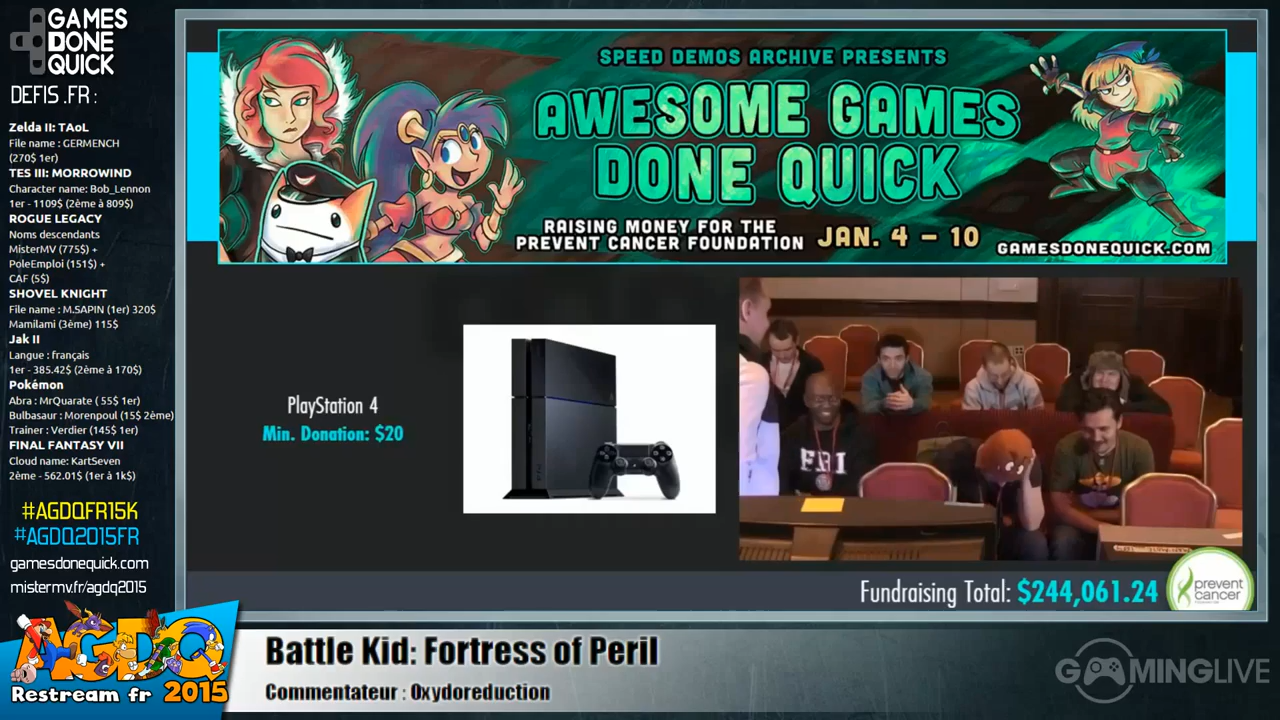 GAMES
DONE
QUICK
DEFIS .FR :
Zelda II: TAoL
File name : GERMENCH
(270$ 1er)
TES III: MORROWIND
Character name: Bob_Lennon
1er - 1109$ (2ème à 809$)
ROGUE LEGACY
Noms descendants
MisterMV (775$) +
PoleEmploi (151$) +
CAF (5$)
SHOVEL KNIGHT
File name : M.SAPIN (1er) 320$
Mamilami (3ème) 115$
Jak II
Langue : français
1er - 385.42$ (2ème à 170$)
Pokémon
Abra : MrQuarate ( 55$ 1er)
Bulbasaur : Morenpoul (15$ 2ème)
Trainer : Verdier (145$ 1er)
FINAL FANTASY VII
Cloud name: KartSeven
2ème - 562.01$ (1er à 1k$)
#AGDQFR15K
#AGDQ2015FR
gamesdonequick.com
mistermv.fr/agdq2015
AGDQ
Restream fr 2015
SPEED DEMOS ARCHIVE PRESENTS
AWESOME GAMES
DONE QUICK
RAISING MONEY FOR THE
PREVENT CANCER FOUNDATION
JAN. 4 – 10
GAMESDONEQUICK.COM
PlayStation 4
Min. Donation: $20
Fundraising Total: $244,061.24
prevent
cancer
Battle Kid: Fortress of Peril
Commentateur : Oxydoreduction
GAMINGLIVE